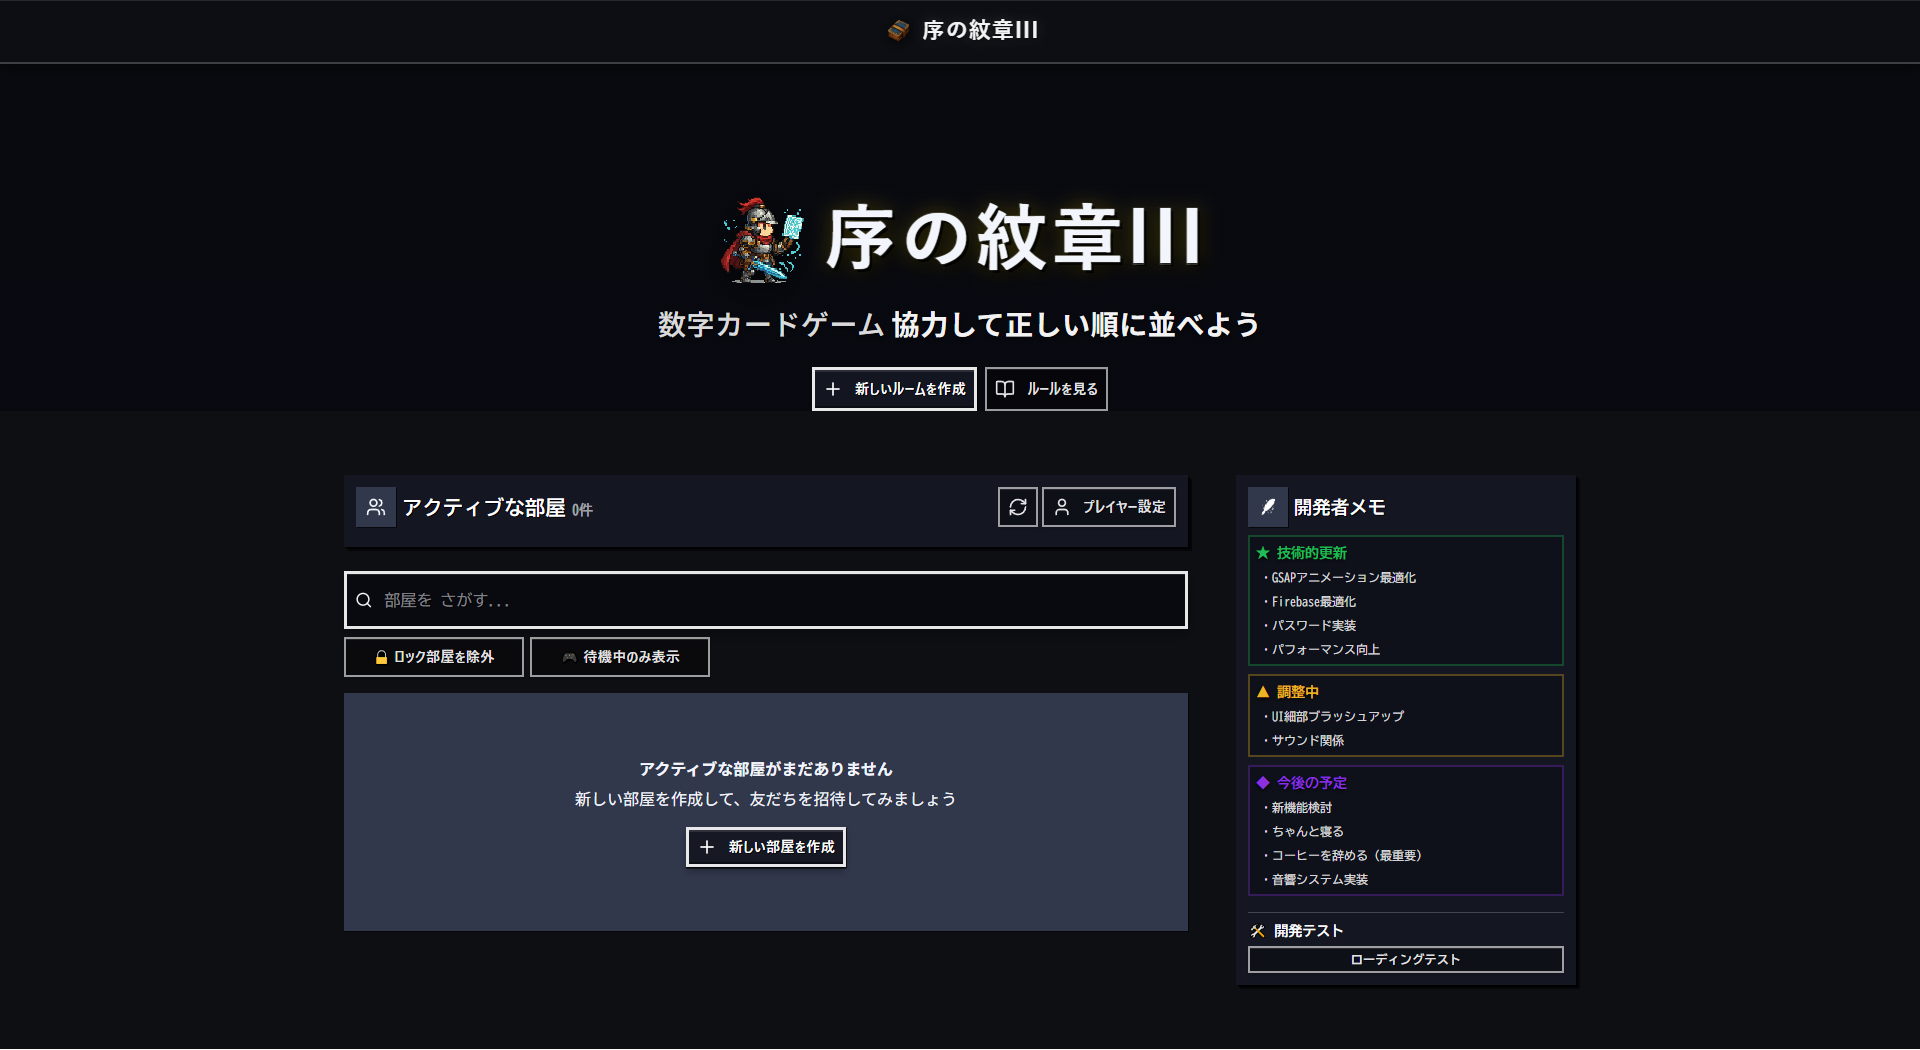 序の紋章III
序の紋章III
数字カードゲーム 協力して正しい順に並べよう
新しいルームを作成
ルールを見る
アクティブな部屋 0件
プレイヤー設定
部屋を さがす...
ロック部屋を除外
待機中のみ表示
アクティブな部屋がまだありません
新しい部屋を作成して、友だちを招待してみましょう
新しい部屋を作成
開発者メモ
★ 技術的更新
・GSAPアニメーション最適化
・Firebase最適化
・パスワード実装
・パフォーマンス向上
▲ 調整中
・UI細部ブラッシュアップ
・サウンド関係
◆ 今後の予定
・新機能検討
・ちゃんと寝る
・コーヒーを辞める（最重要）
・音響システム実装
開発テスト
ローディングテスト